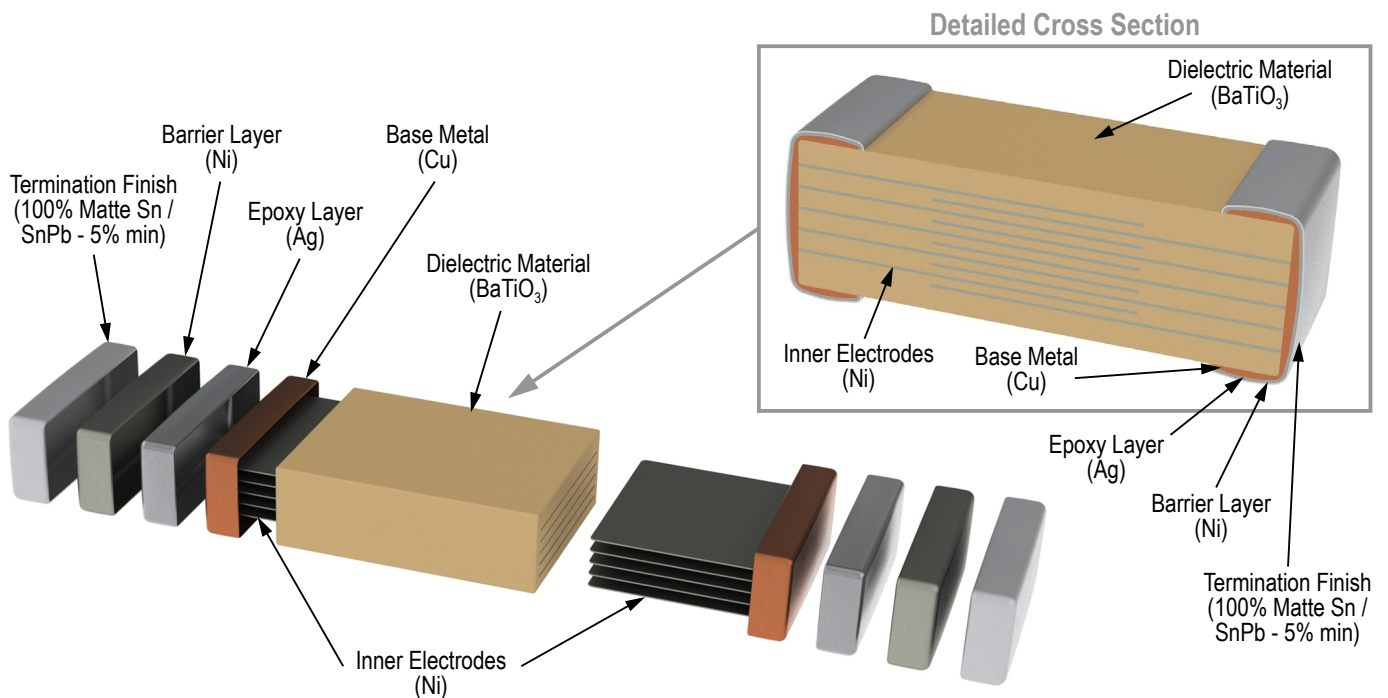 Detailed Cross Section
Dielectric Material
(BaTiO₃)
Inner Electrodes
(Ni)
Base Metal
(Cu)
Epoxy Layer
(Ag)
Barrier Layer
(Ni)
Termination Finish
(100% Matte Sn /
SnPb - 5% min)
Termination Finish
(100% Matte Sn /
SnPb - 5% min)
Barrier Layer
(Ni)
Epoxy Layer
(Ag)
Base Metal
(Cu)
Dielectric Material
(BaTiO₃)
Inner Electrodes
(Ni)